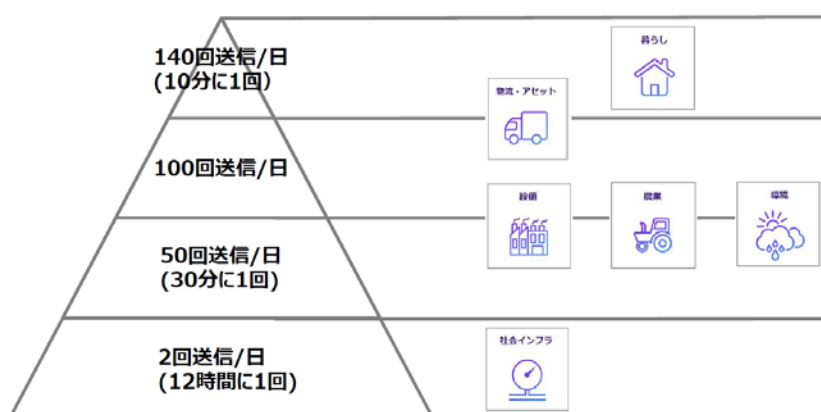 140回送信/日
(10分に1回）
暮らし
物流・アセット
100回送信/日
設備
農業
環境
50回送信/日
(30分に1回)
社会インフラ
2回送信/日
(12時間に1回)